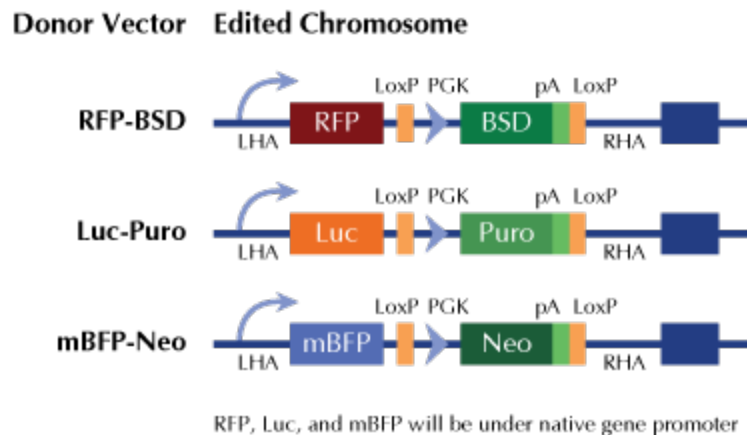 Donor Vector Edited Chromosome
LoxP PGK pA LoxP
RFP-BSD RFP BSD
LHA RHA
LoxP PGK pA LoxP
Luc-Puro Luc Puro
LHA RHA
LoxP PGK pA LoxP
mBFP-Neo mBFP Neo
LHA RHA
RFP, Luc, and mBFP will be under native gene promoter